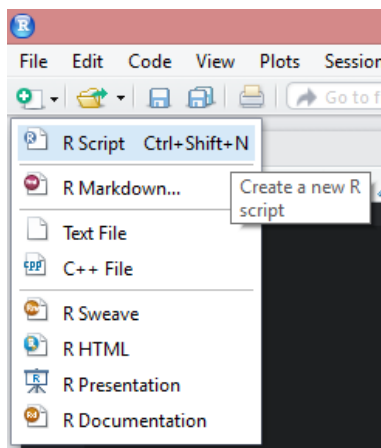 File Edit Code View Plots Session
Go to f
R Script Ctrl+Shift+N
R Markdown...
Create a new R
script
Text File
C++ File
R Sweave
R HTML
R Presentation
R Documentation